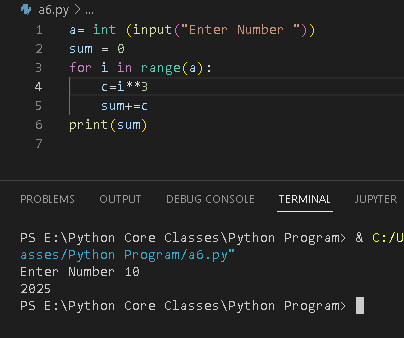 a6.py > ...
1 a= int (input("Enter Number "))
2 sum = 0
3 for i in range(a):
4     c=i**3
5     sum+=c
6 print(sum)
7
PROBLEMS OUTPUT DEBUG CONSOLE TERMINAL JUPYTER
PS E:\Python Core Classes\Python Program> & C:/U
asses/Python Program/a6.py"
Enter Number 10
2025
PS E:\Python Core Classes\Python Program>